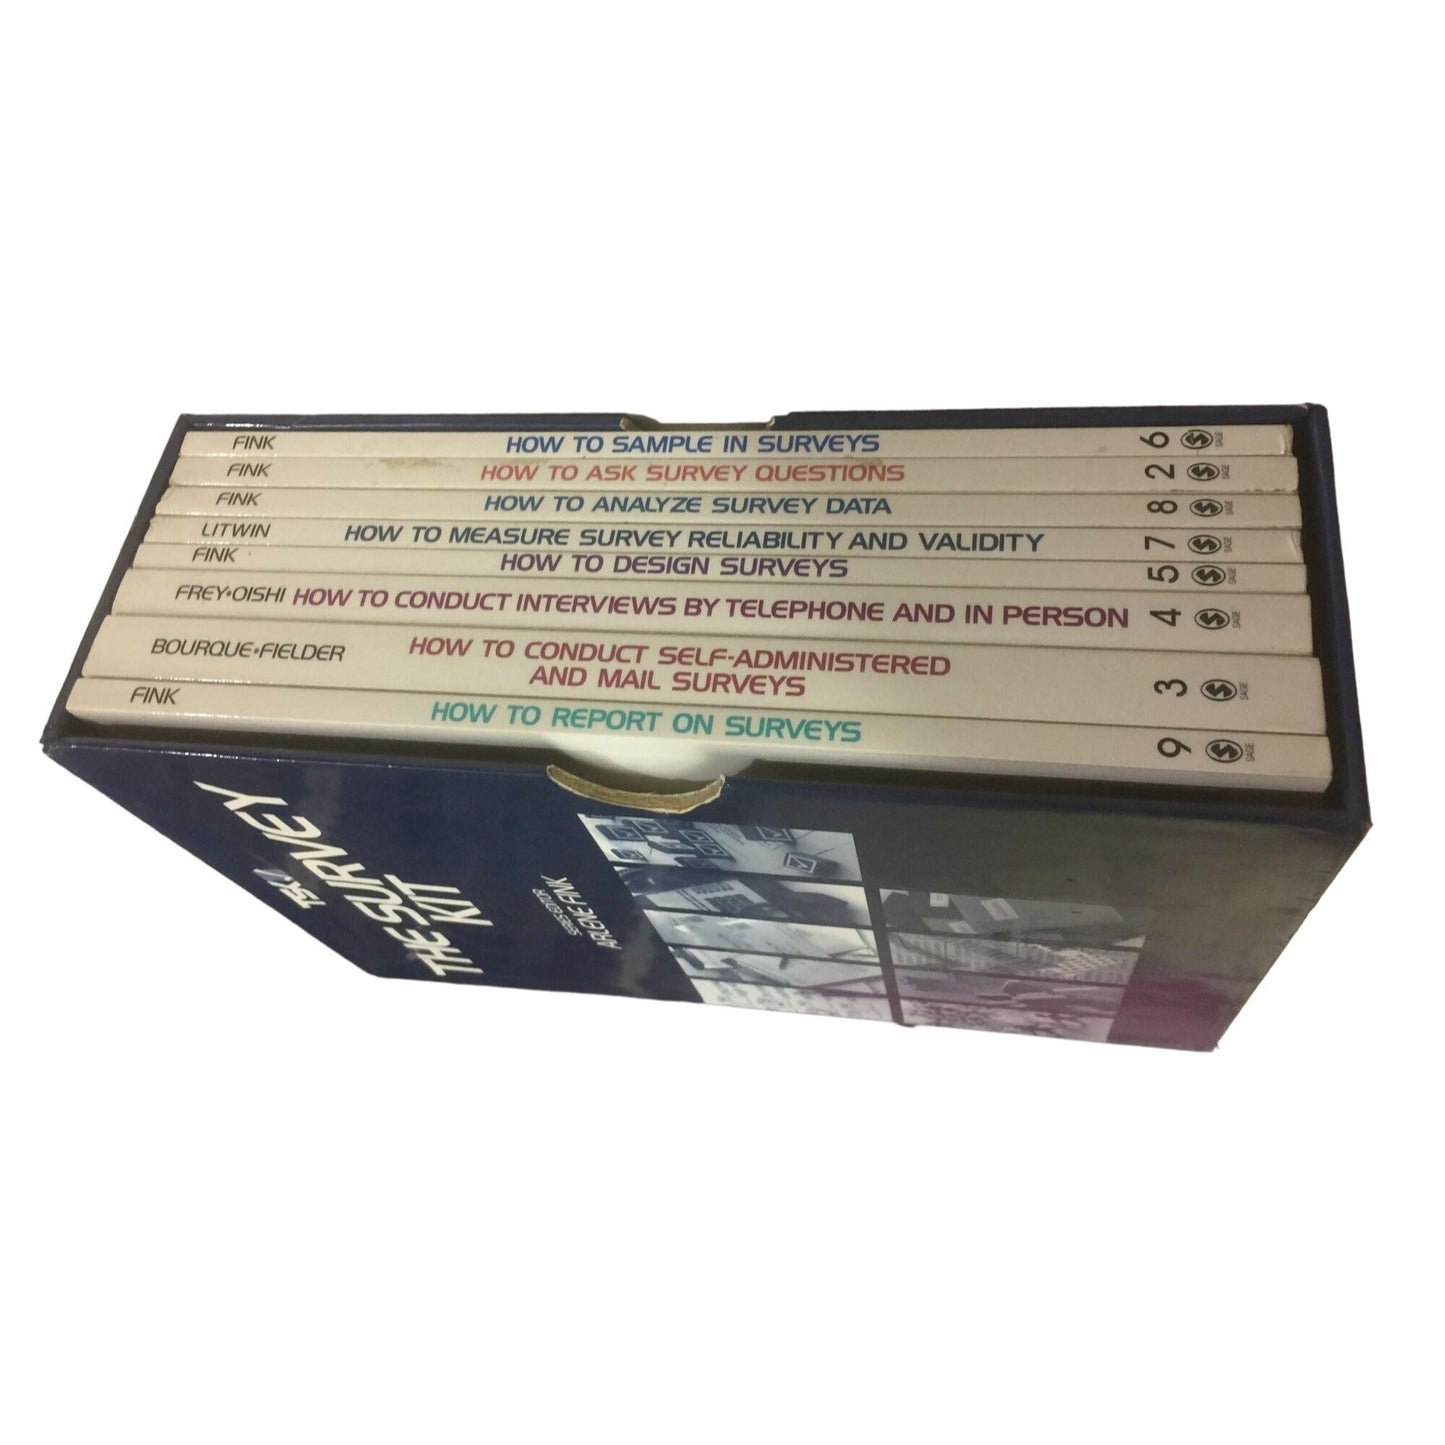 FINK HOW TO SAMPLE IN SURVEYS 6 SAGE
FINK HOW TO ASK SURVEY QUESTIONS 2 SAGE
FINK HOW TO ANALYZE SURVEY DATA 8 SAGE
LITWIN HOW TO MEASURE SURVEY RELIABILITY AND VALIDITY 7 SAGE
FINK HOW TO DESIGN SURVEYS 5 SAGE
FREY•OISHI HOW TO CONDUCT INTERVIEWS BY TELEPHONE AND IN PERSON 4 SAGE
BOURQUE•FIELDER HOW TO CONDUCT SELF-ADMINISTERED
AND MAIL SURVEYS 3 SAGE
FINK HOW TO REPORT ON SURVEYS 9 SAGE
TSK
THE SURVEY
KIT
SERIES EDITOR
ARLENE FINK